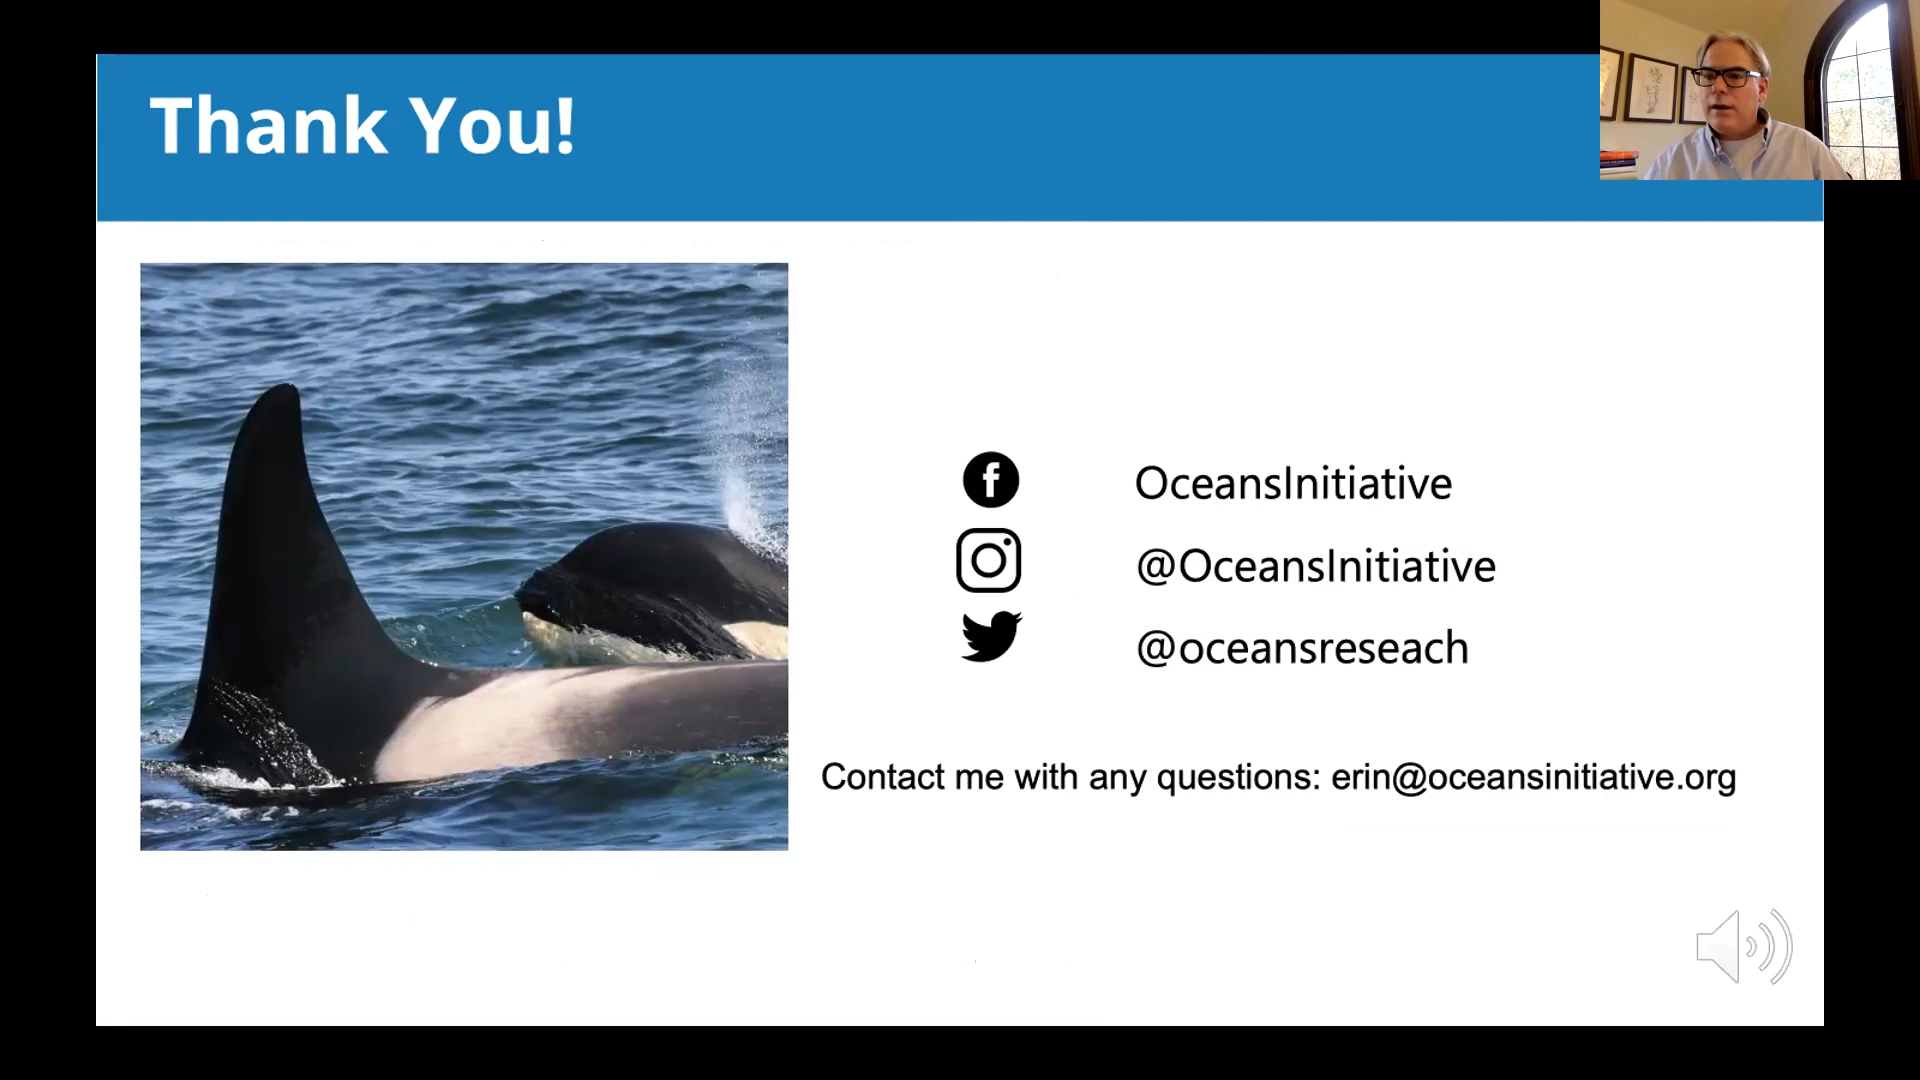 Thank You!
OceansInitiative
@OceansInitiative
@oceansreseach
Contact me with any questions: erin@oceansinitiative.org